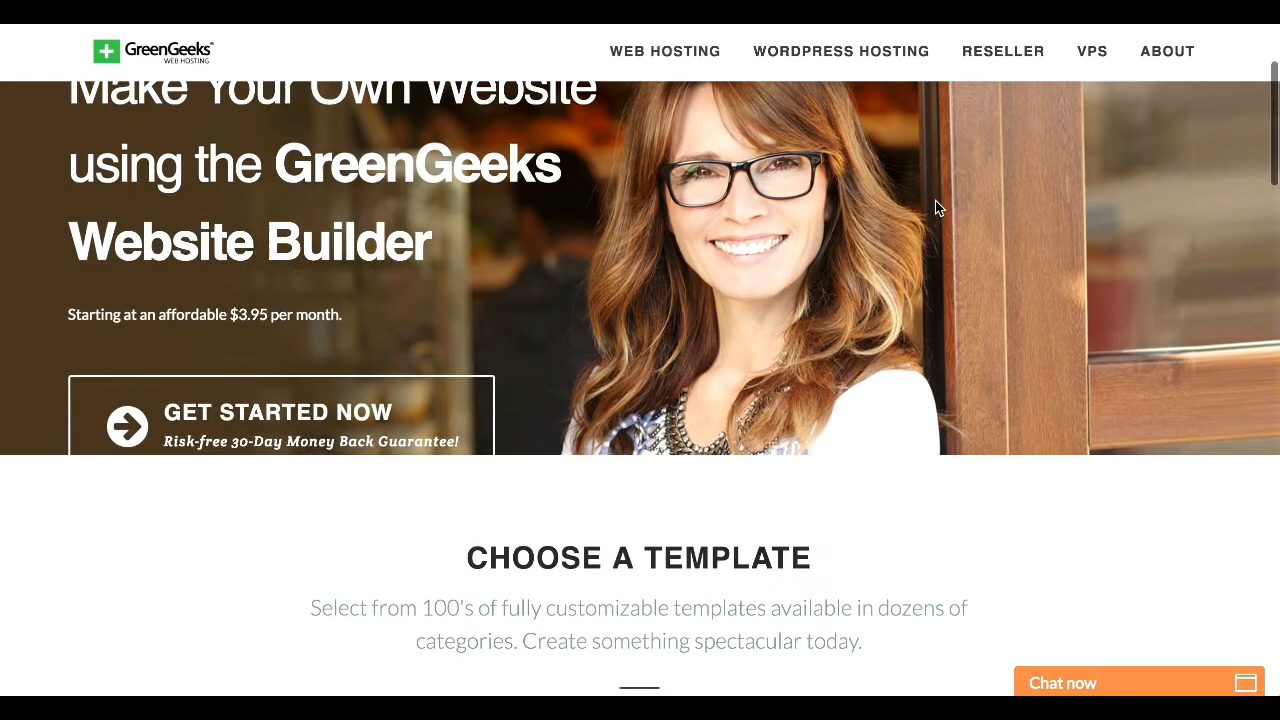 GreenGeeks®
WEB HOSTING
WEB HOSTING WORDPRESS HOSTING RESELLER VPS ABOUT
Make Your Own Website
using the GreenGeeks
Website Builder
Starting at an affordable $3.95 per month.
GET STARTED NOW
Risk-free 30-Day Money Back Guarantee!
CHOOSE A TEMPLATE
Select from 100's of fully customizable templates available in dozens of
categories. Create something spectacular today.
Chat now